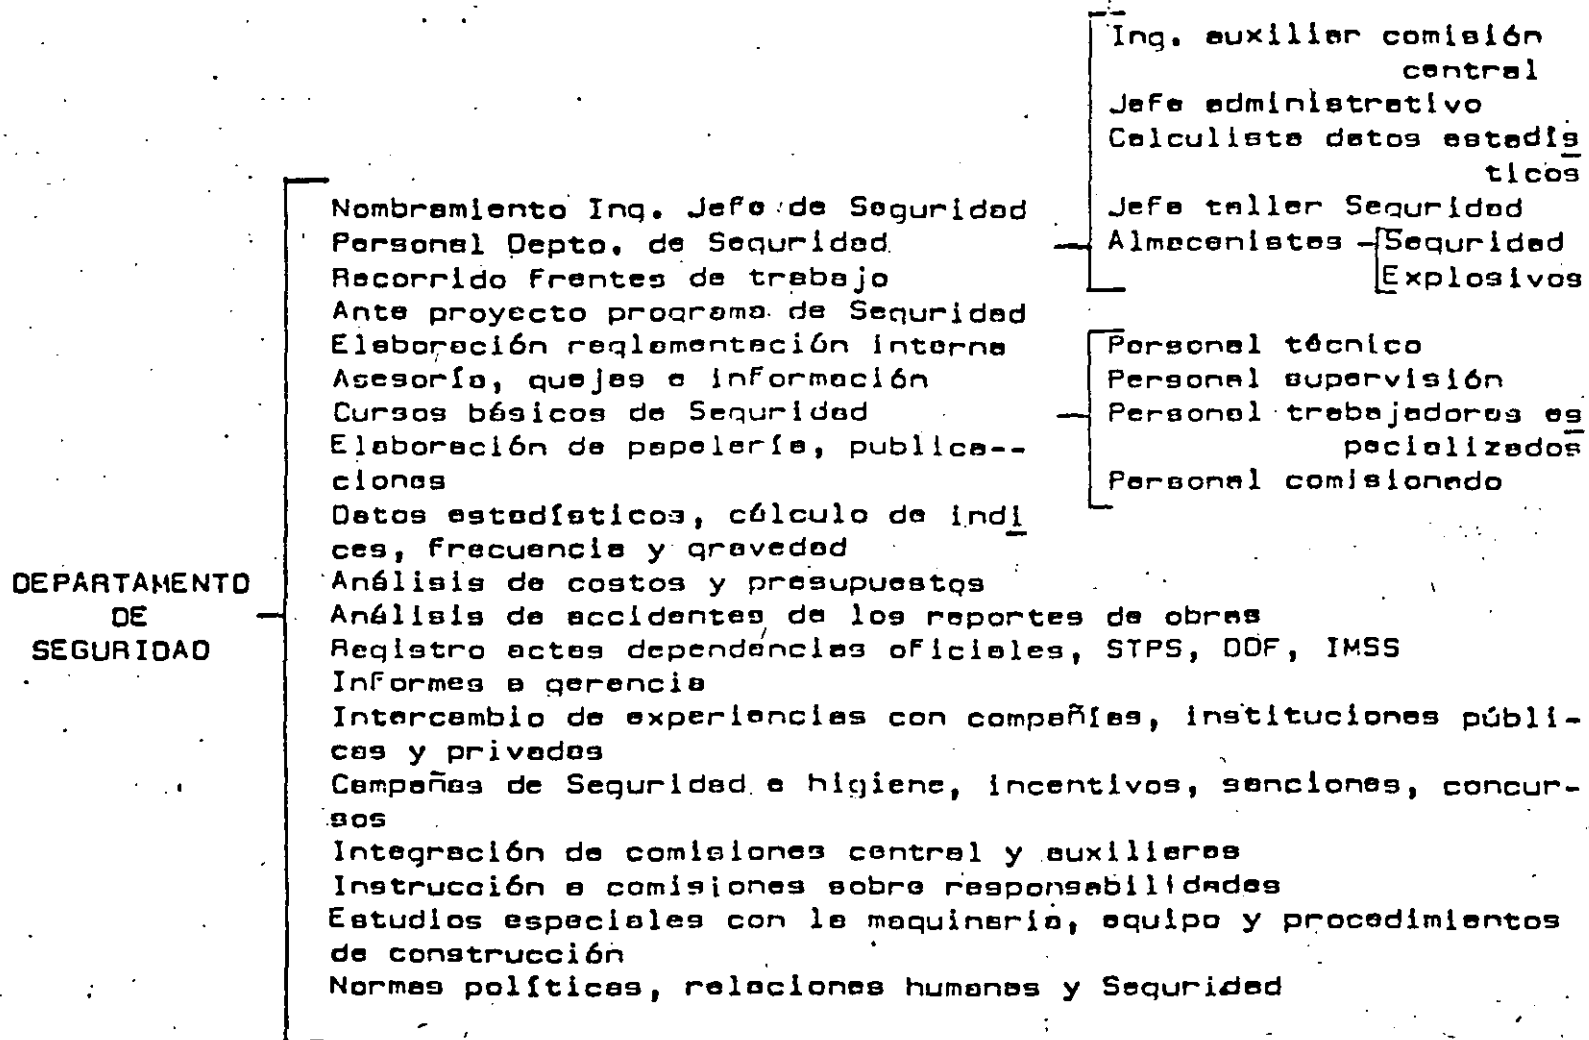 DEPARTAMENTO
DE
SEGURIDAD
Nombramiento Ing. Jefe de Seguridad
Personal Depto. de Seguridad
Ing. auxiliar comisión
central
Jefe administrativo
Calculista datos estadís
ticos
Jefe taller Seguridad
Almacenistas
Seguridad
Explosivos
Recorrido frentes de trabajo
Ante proyecto programa de Seguridad
Elaboración reglamentación interna
Asesoría, quejas e información
Cursos básicos de Seguridad
Personal técnico
Personal supervisión
Personal trabajadores es
pecializados
Personal comisionado
Elaboración de papelería, publica--
ciones
Datos estadísticos, cálculo de indi
ces, frecuencia y gravedad
Análisis de costos y presupuestos
Análisis de accidentes de los reportes de obras
Registro actas dependencias oficiales, STPS, DDF, IMSS
Informes a gerencia
Intercambio de experiencias con compañías, instituciones públi-
cas y privadas
Campañas de Seguridad e higiene, incentivos, sanciones, concur-
sos
Integración de comisiones central y auxiliares
Instrucción a comisiones sobre responsabilidades
Estudios especiales con la maquinaria, equipo y procedimientos
de construcción
Normas políticas, relaciones humanas y Seguridad